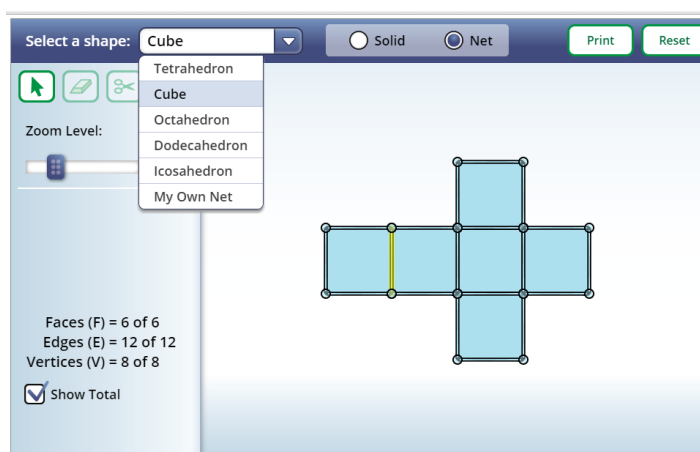 Select a shape: Cube Solid Net Print Reset
Tetrahedron
Cube
Octahedron
Dodecahedron
Icosahedron
My Own Net
Zoom Level:
Faces (F) = 6 of 6
Edges (E) = 12 of 12
Vertices (V) = 8 of 8
Show Total